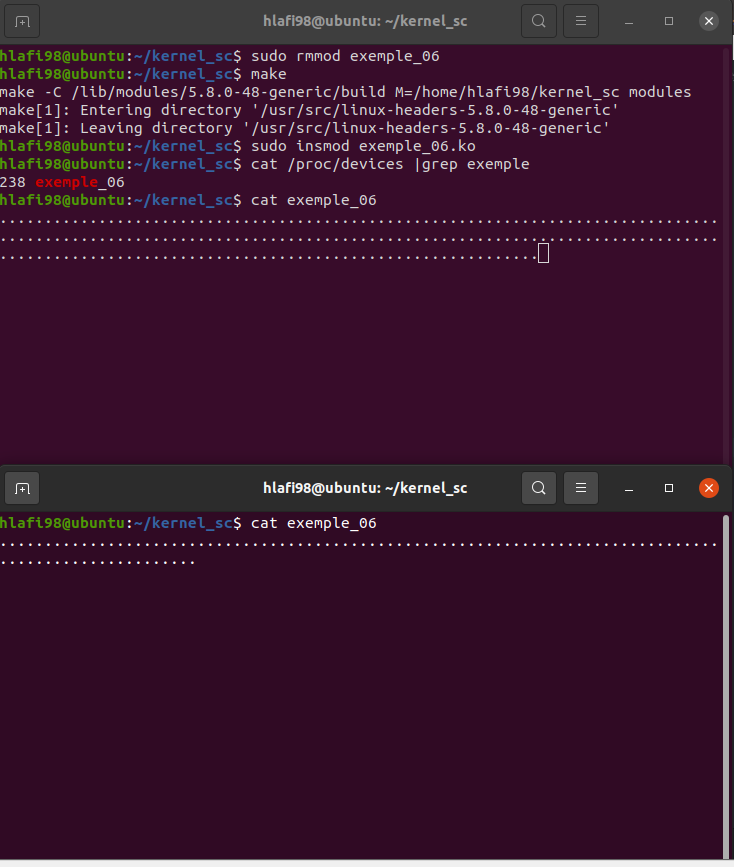 hlafi98@ubuntu: ~/kernel_sc
hlafi98@ubuntu:~/kernel_sc$ sudo rmmod exemple_06
hlafi98@ubuntu:~/kernel_sc$ make
make -C /lib/modules/5.8.0-48-generic/build M=/home/hlafi98/kernel_sc modules
make[1]: Entering directory '/usr/src/linux-headers-5.8.0-48-generic'
make[1]: Leaving directory '/usr/src/linux-headers-5.8.0-48-generic'
hlafi98@ubuntu:~/kernel_sc$ sudo insmod exemple_06.ko
hlafi98@ubuntu:~/kernel_sc$ cat /proc/devices |grep exemple
238 exemple_06
hlafi98@ubuntu:~/kernel_sc$ cat exemple_06
................................................................................
................................................................................
............................................................
hlafi98@ubuntu: ~/kernel_sc
hlafi98@ubuntu:~/kernel_sc$ cat exemple_06
................................................................................
......................